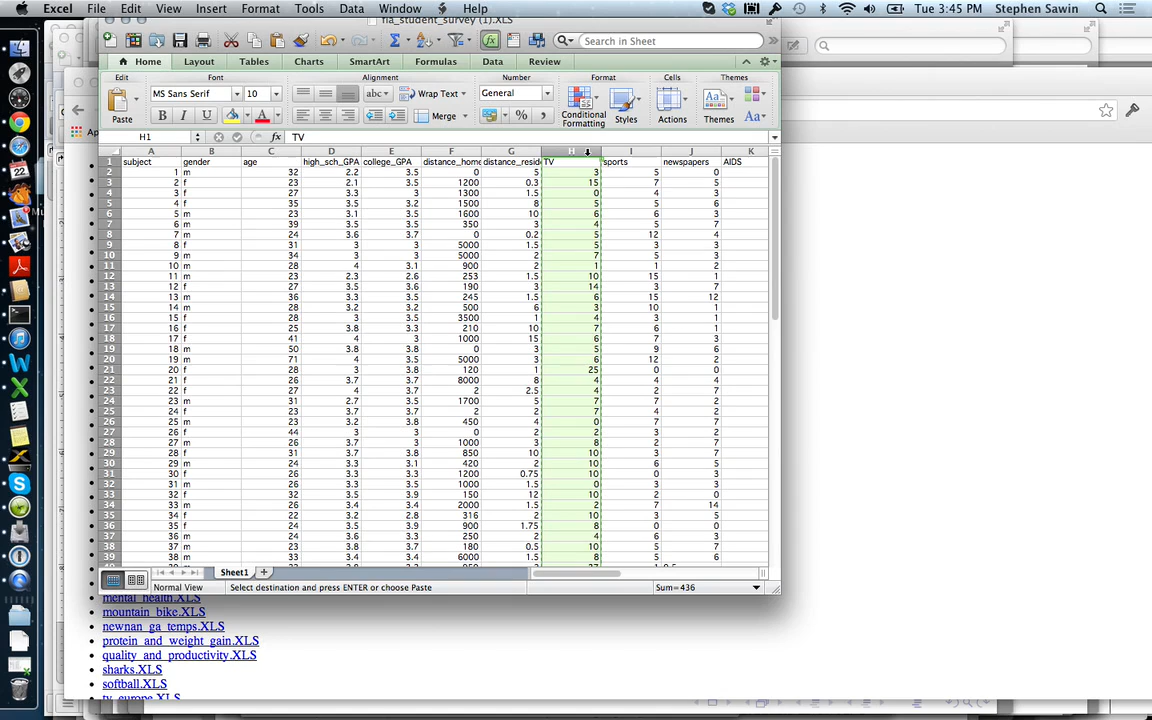 Excel File Edit View Insert Format Tools Data Window Help Tue 3:45 PM Stephen Sawin
fla_student_survey (1).XLS
Search in Sheet
Home Layout Tables Charts SmartArt Formulas Data Review
Edit Font Alignment Number Format Cells Themes
MS Sans Serif 10 abc Wrap Text General
Paste B I U A Merge % Conditional Formatting Styles Actions Themes Aa
H1 fx TV
A B C D E F G H I J K
1 subject gender age high_sch_GPA college_GPA distance_home distance_resid TV sports newspapers AIDS
2 1 m 32 2.2 3.5 0 5 3 5 0
3 2 f 23 2.1 3.5 1200 0.3 15 7 5
4 3 f 27 3.3 3 1300 1.5 0 4 3
5 4 f 35 3.5 3.2 1500 8 5 5 6
6 5 m 23 3.1 3.5 1600 10 6 6 3
7 6 m 39 3.5 3.5 350 3 4 5 7
8 7 m 24 3.6 3.7 0 0.2 5 12 4
9 8 f 31 3 3 5000 1.5 5 3 3
10 9 m 34 3 3 5000 2 7 5 3
11 10 m 28 4 3.1 900 2 1 1 2
12 11 m 23 2.3 2.6 253 1.5 10 15 1
13 12 f 27 3.5 3.6 190 3 14 3 7
14 13 m 36 3.3 3.5 245 1.5 6 15 12
15 14 m 28 3.2 3.2 500 6 3 10 1
16 15 f 28 3 3.5 3500 1 4 3 1
17 16 f 25 3.8 3.3 210 10 7 6 1
18 17 f 41 4 3 1000 15 6 7 3
19 18 m 50 3.8 3.8 0 3 5 9 6
20 19 m 71 4 3.5 5000 3 6 12 2
21 20 f 28 3 3.8 120 1 25 0 0
22 21 f 26 3.7 3.7 8000 8 4 4 4
23 22 f 27 4 3.7 2 2.5 4 2 7
24 23 m 31 2.7 3.5 1700 5 7 7 2
25 24 f 23 3.7 3.7 2 2 7 4 2
26 25 m 23 3.2 3.8 450 4 0 7 7
27 26 f 44 3 3 0 2 2 3 2
28 27 m 26 3.7 3 1000 3 8 2 7
29 28 f 31 3.7 3.8 850 10 10 3 7
30 29 m 24 3.3 3.1 420 2 10 6 5
31 30 f 26 3.3 3.3 1200 0.75 10 0 3
32 31 m 26 3.3 3.5 1000 1.5 0 4 3
33 32 f 32 3.5 3.9 150 12 10 2 0
34 33 m 26 3.4 3.4 2000 1.5 2 7 14
35 34 f 22 3.2 2.8 316 2 10 3 5
36 35 f 24 3.5 3.9 900 1.75 8 0 0
37 36 m 24 3.6 3.3 250 2 4 6 3
38 37 m 23 3.8 3.7 180 0.5 10 5 7
39 38 m 33 3.4 3.4 6000 1.5 8 5 6
Sheet1
Normal View Select destination and press ENTER or choose Paste Sum=436
mental_health.XLS
mountain_bike.XLS
newnan_ga_temps.XLS
protein_and_weight_gain.XLS
quality_and_productivity.XLS
sharks.XLS
softball.XLS
tv_europe.XLS